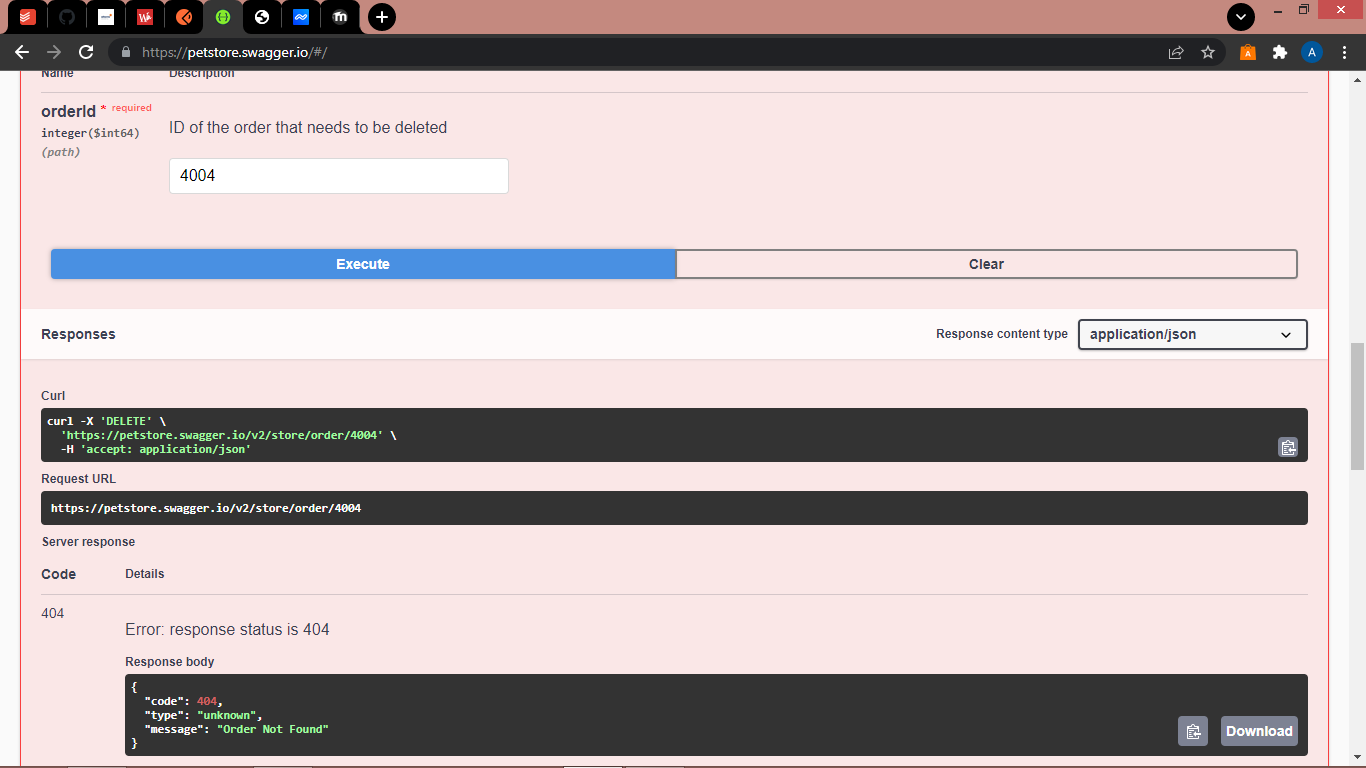 https://petstore.swagger.io/#/
A
Name Description
orderId * required
integer($int64)
(path)
ID of the order that needs to be deleted
4004
Execute Clear
Responses Response content type application/json
Curl
curl -X 'DELETE' \
'https://petstore.swagger.io/v2/store/order/4004' \
-H 'accept: application/json'
Request URL
https://petstore.swagger.io/v2/store/order/4004
Server response
Code Details
404
Error: response status is 404
Response body
{
"code": 404,
"type": "unknown",
"message": "Order Not Found"
}
Download